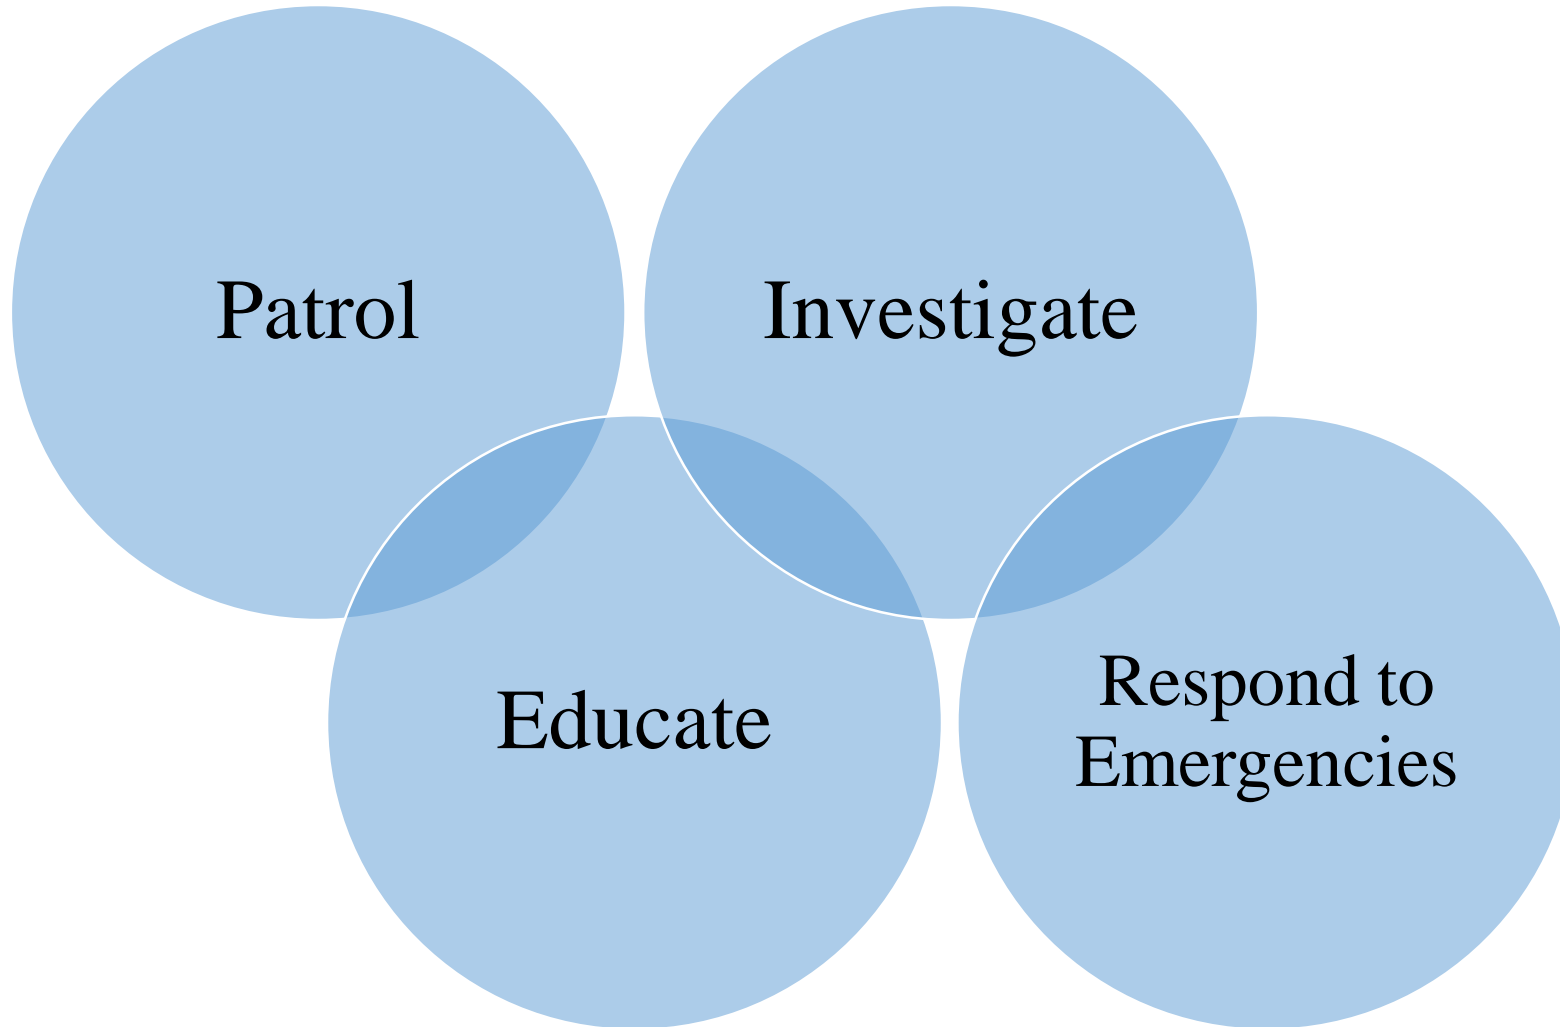 Patrol
Investigate
Educate
Respond to
Emergencies